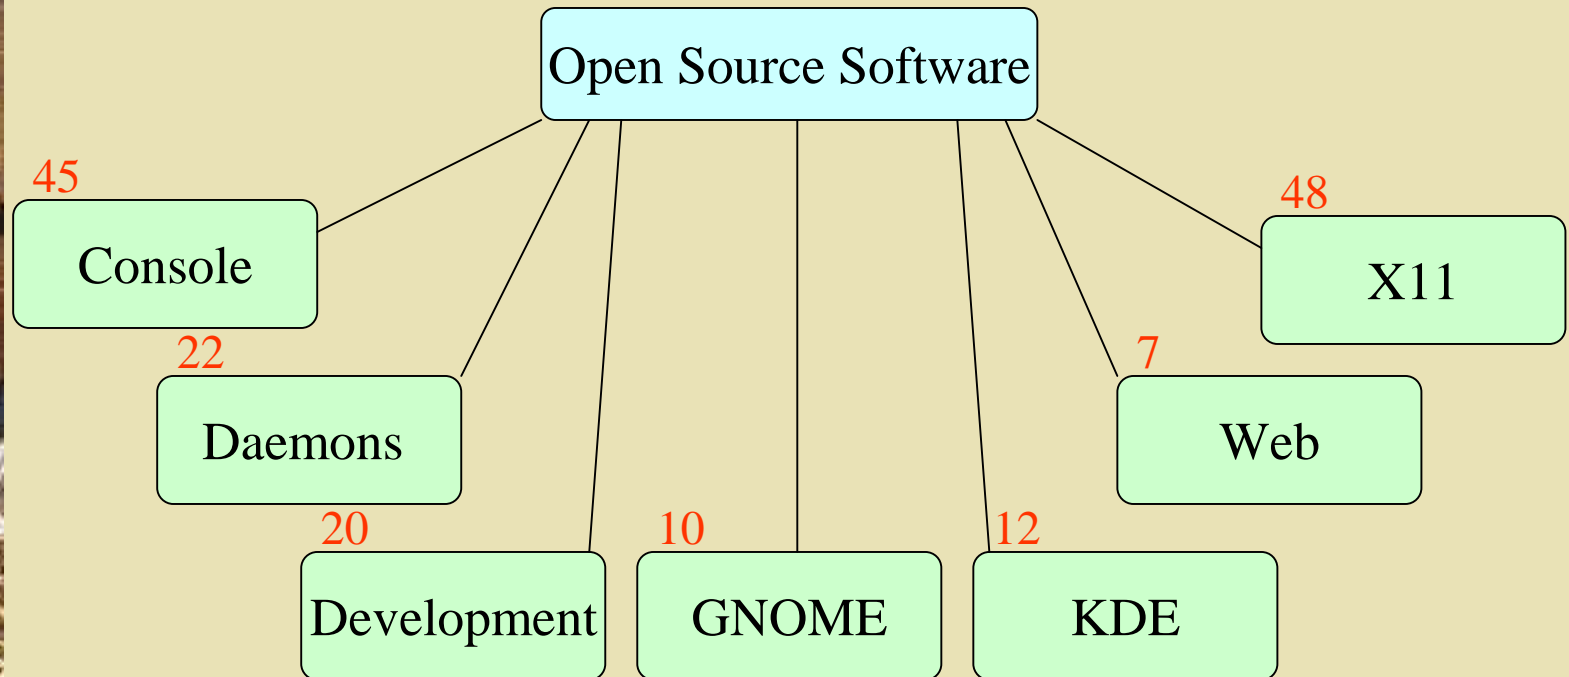 Open Source Software
45
Console
48
X11
22
Daemons
7
Web
20
Development
10
GNOME
12
KDE